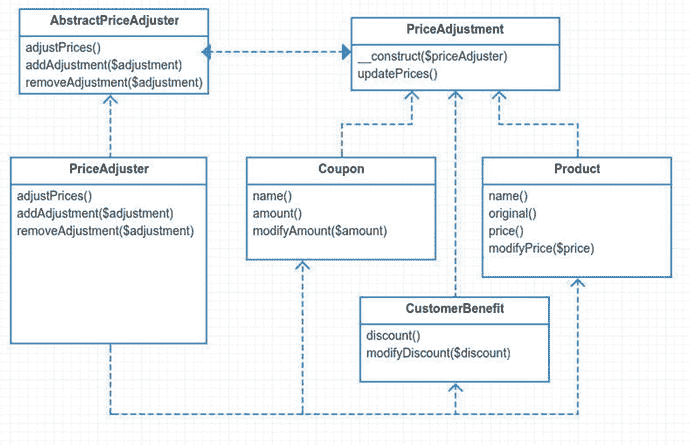 AbstractPriceAdjuster
adjustPrices()
addAdjustment($adjustment)
removeAdjustment($adjustment)
PriceAdjustment
__construct($priceAdjuster)
updatePrices()
PriceAdjuster
adjustPrices()
addAdjustment($adjustment)
removeAdjustment($adjustment)
Coupon
name()
amount()
modifyAmount($amount)
Product
name()
original()
price()
modifyPrice($price)
CustomerBenefit
discount()
modifyDiscount($discount)